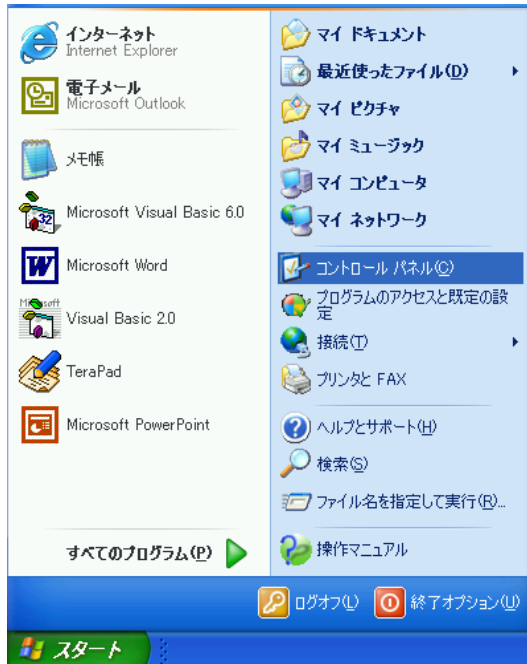 インターネット
Internet Explorer
電子メール
Microsoft Outlook
メモ帳
Microsoft Visual Basic 6.0
Microsoft Word
Microsoft
Visual Basic 2.0
TeraPad
Microsoft PowerPoint
すべてのプログラム(P)
マイ ドキュメント
最近使ったファイル(D)
マイ ピクチャ
マイ ミュージック
マイ コンピュータ
マイ ネットワーク
コントロール パネル(C)
プログラムのアクセスと既定の設
定
接続(T)
プリンタと FAX
ヘルプとサポート(H)
検索(S)
ファイル名を指定して実行(R)...
操作マニュアル
ログオフ(L)
終了オプション(U)
スタート